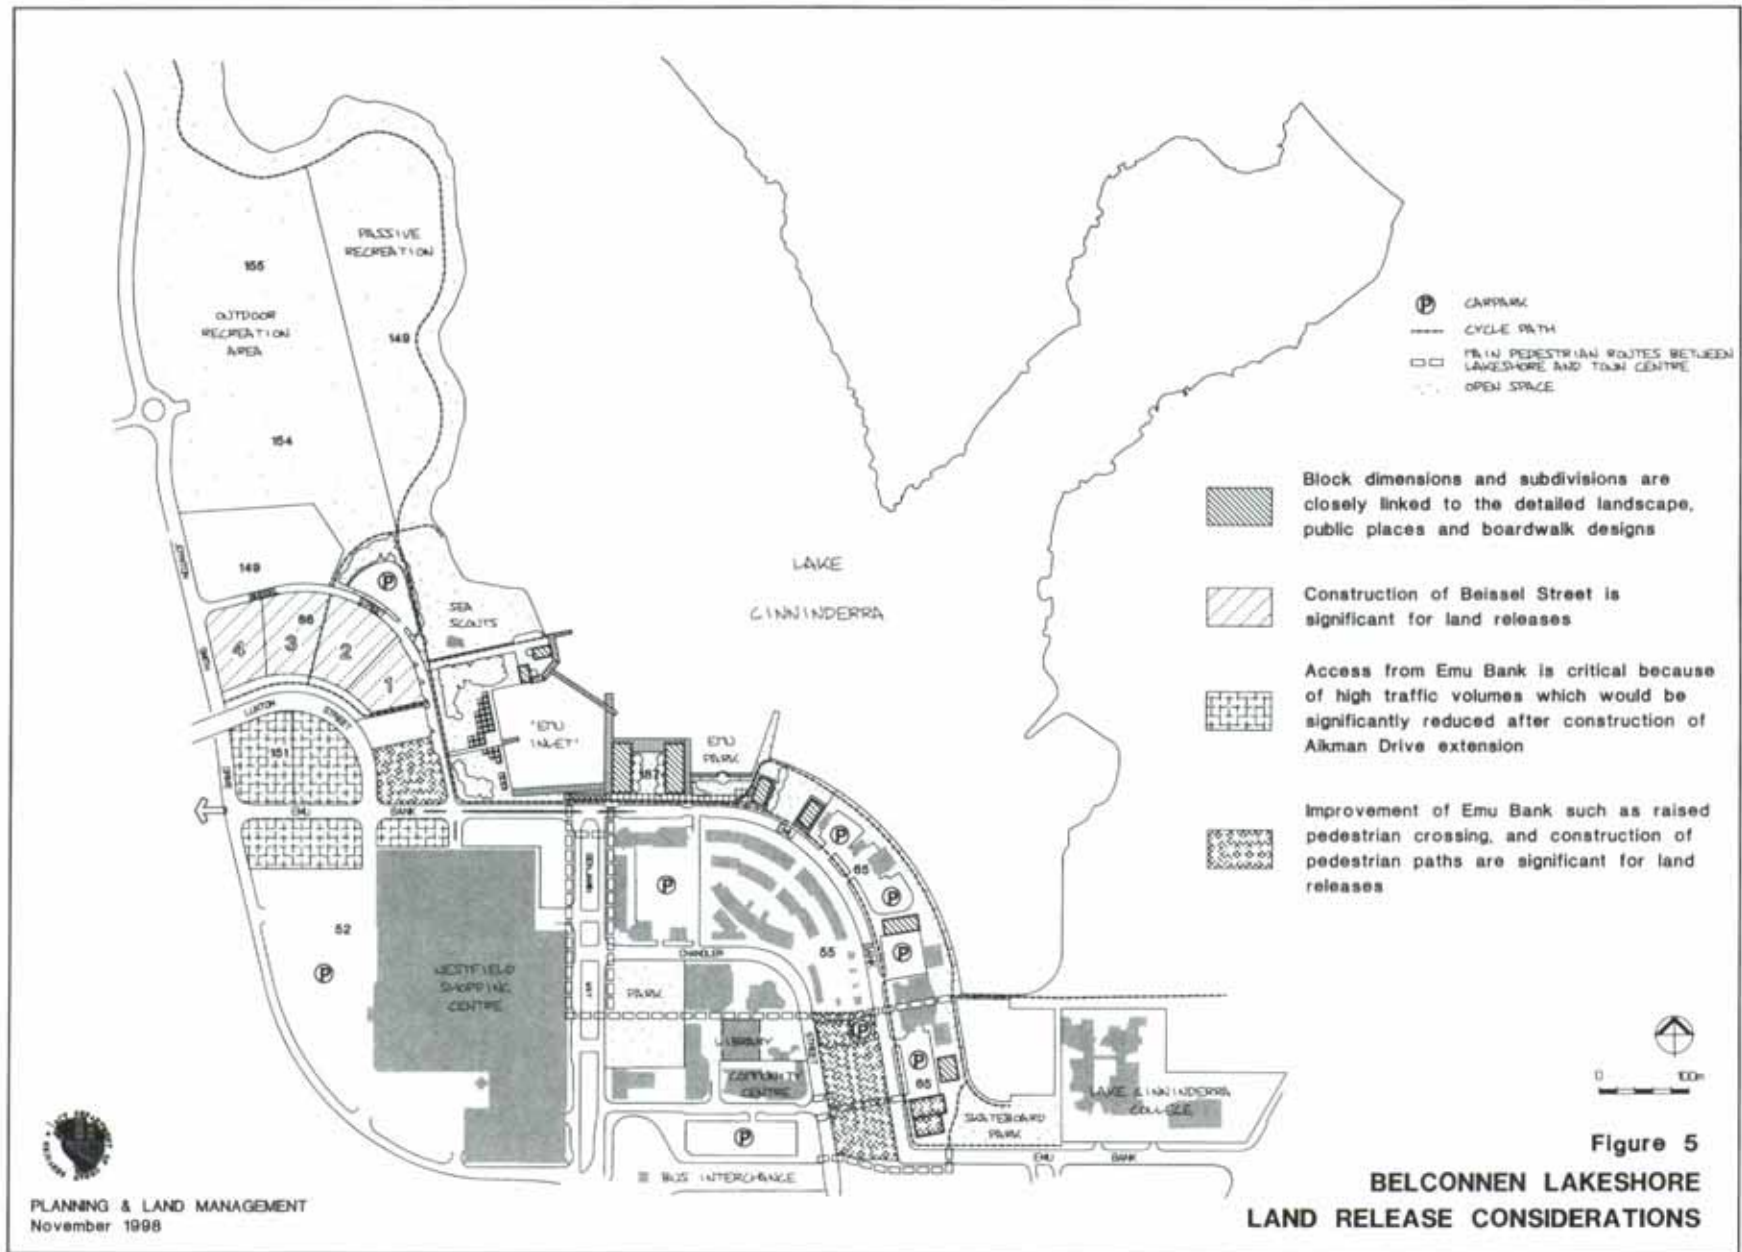 PASSIVE
RECREATION
155
OUTDOOR
RECREATION
AREA
149
154
149
P
SEA
SCOUTS
86
4
3
2
1
LUXTON
STREET
151
EMU
BANK
"EMU
INLET"
187
EMU
PARK
LAKE
GINNINDERRA
52
P
WESTFIELD
SHOPPING
CENTRE
P
CHANDLER
STREET
PARK
LIBRARY
COMMUNITY
CENTRE
P
BUS INTERCHANGE
55
P
65
P
P
P
P
65
SKATEBOARD
PARK
LAKE GINNINDERRA
COLLEGE
EMU
BANK
P CARPARK
CYCLE PATH
MAIN PEDESTRIAN ROUTES BETWEEN
LAKESHORE AND TOWN CENTRE
OPEN SPACE
Block dimensions and subdivisions are
closely linked to the detailed landscape,
public places and boardwalk designs
Construction of Beissel Street is
significant for land releases
Access from Emu Bank is critical because
of high traffic volumes which would be
significantly reduced after construction of
Aikman Drive extension
Improvement of Emu Bank such as raised
pedestrian crossing, and construction of
pedestrian paths are significant for land
releases
0 100m
Figure 5
BELCONNEN LAKESHORE
LAND RELEASE CONSIDERATIONS
PLANNING & LAND MANAGEMENT
November 1998